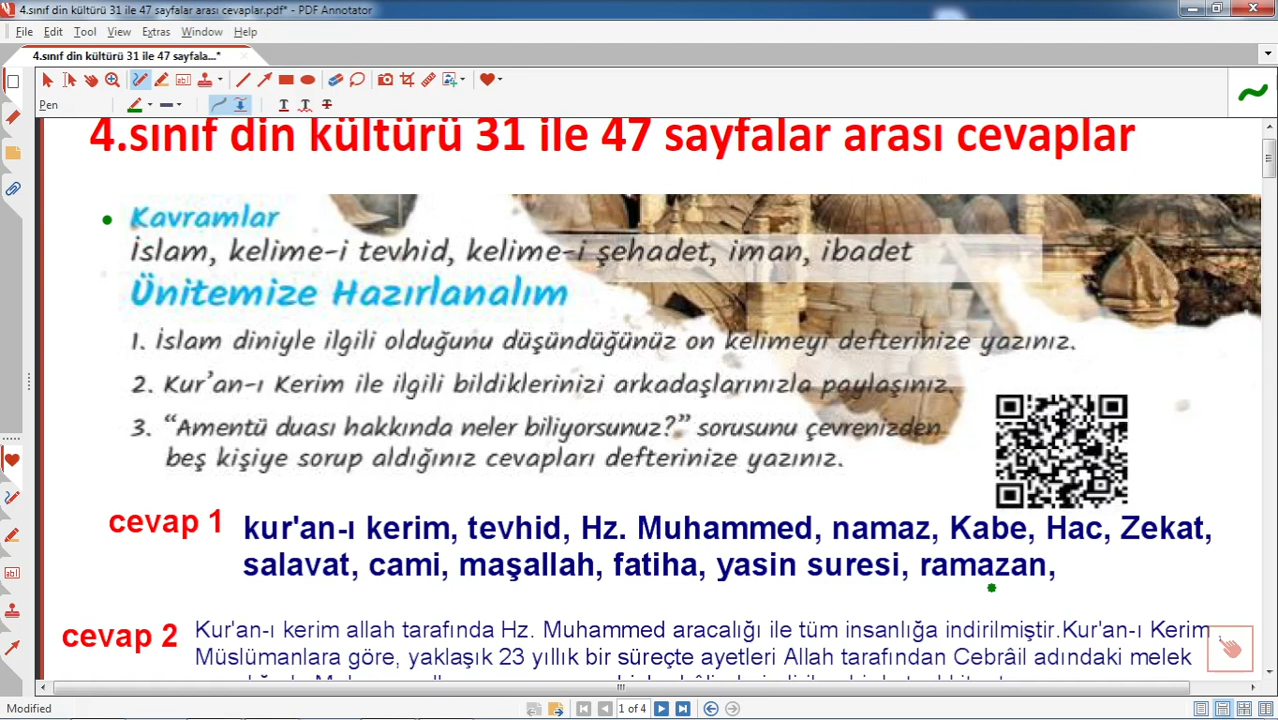 4.sınıf din kültürü 31 ile 47 sayfalar arası cevaplar.pdf* - PDF Annotator
File Edit Tool View Extras Window Help
4.sınıf din kültürü 31 ile 47 sayfala...*
Pen
4.sınıf din kültürü 31 ile 47 sayfalar arası cevaplar
Kavramlar
İslam, kelime-i tevhid, kelime-i şehadet, iman, ibadet
Ünitemize Hazırlanalım
1. İslam diniyle ilgili olduğunu düşündüğünüz on kelimeyi defterinize yazınız.
2. Kur'an-ı Kerim ile ilgili bildiklerinizi arkadaşlarınızla paylaşınız.
3. "Amentü duası hakkında neler biliyorsunuz?" sorusunu çevrenizden
beş kişiye sorup aldığınız cevapları defterinize yazınız.
cevap 1 kur'an-ı kerim, tevhid, Hz. Muhammed, namaz, Kabe, Hac, Zekat,
salavat, cami, maşallah, fatiha, yasin suresi, ramazan,
cevap 2 Kur'an-ı kerim allah tarafında Hz. Muhammed aracalığı ile tüm insanlığa indirilmiştir.Kur'an-ı Kerim
Müslümanlara göre, yaklaşık 23 yıllık bir süreçte ayetleri Allah tarafından Cebrâil adındaki melek
Modified 1 of 4